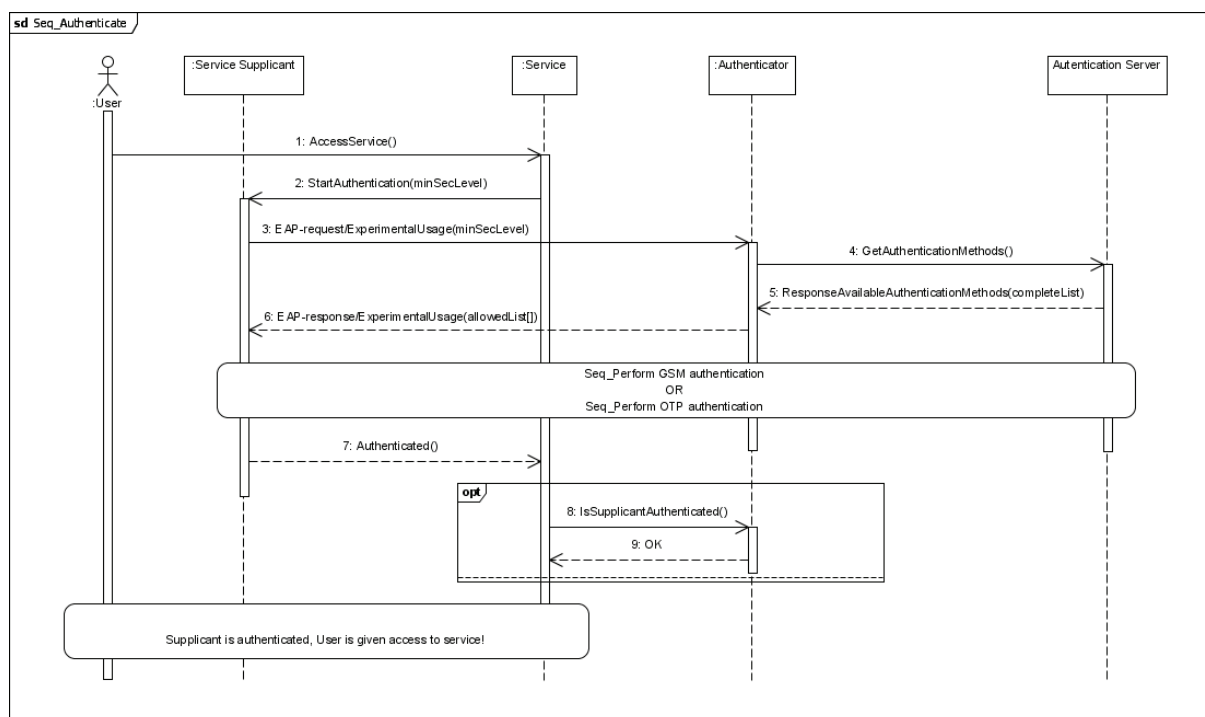 sd Seq_Authenticate
:User
:Service Supplicant
:Service
:Authenticator
Autentication Server
1: AccessService()
2: StartAuthentication(minSecLevel)
3: EAP-request/ExperimentalUsage(minSecLevel)
4: GetAuthenticationMethods()
5: ResponseAvailableAuthenticationMethods(completeList)
6: EAP-response/ExperimentalUsage(allowedList[])
Seq_Perform GSM authentication
OR
Seq_Perform OTP authentication
7: Authenticated()
opt
8: IsSupplicantAuthenticated()
9: OK
Supplicant is authenticated, User is given access to service!